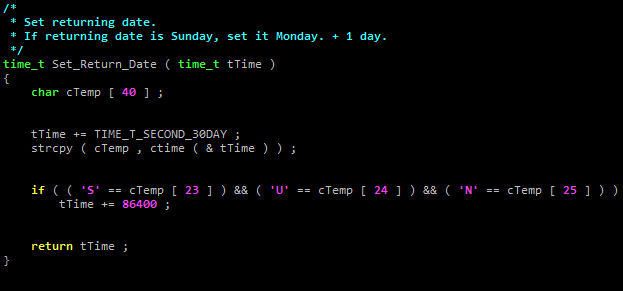 /*
 * Set returning date.
 * If returning date is Sunday, set it Monday. + 1 day.
 */
time_t Set_Return_Date ( time_t tTime )
{
    char cTemp [ 40 ] ;
    tTime += TIME_T_SECOND_30DAY ;
    strcpy ( cTemp , ctime ( & tTime ) ) ;
    if ( ( 'S' == cTemp [ 23 ] ) && ( 'U' == cTemp [ 24 ] ) && ( 'N' == cTemp [ 25 ] ) )
        tTime += 86400 ;
    return tTime ;
}